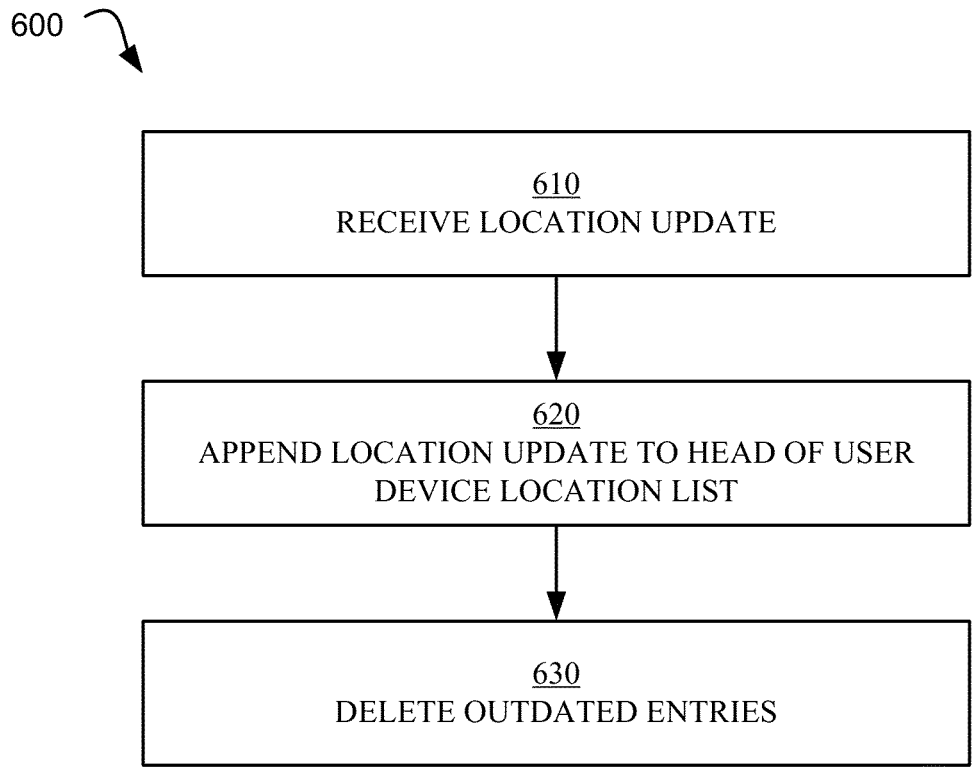 600
610
RECEIVE LOCATION UPDATE
620
APPEND LOCATION UPDATE TO HEAD OF USER
DEVICE LOCATION LIST
630
DELETE OUTDATED ENTRIES